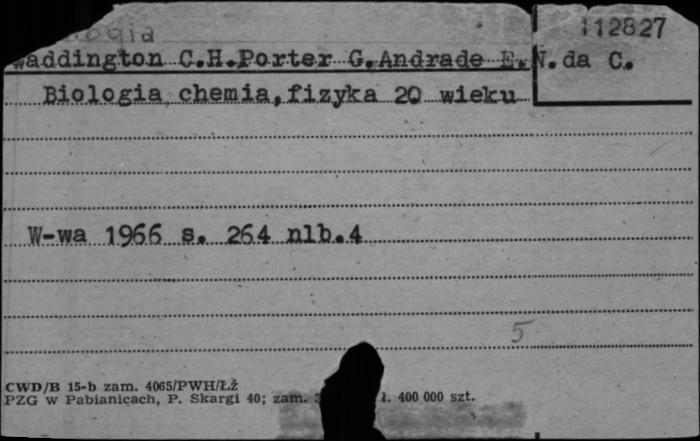 112827
Waddington C.H.Porter G.Andrade E.N.da C.
Biologia chemia,fizyka 20 wieku
W-wa 1966 s. 264 nlb.4
5
CWD/B 15-b zam. 4065/PWH/ŁŻ
PZG w Pabianicach, P. Skargi 40; zam. 400 000 szt.